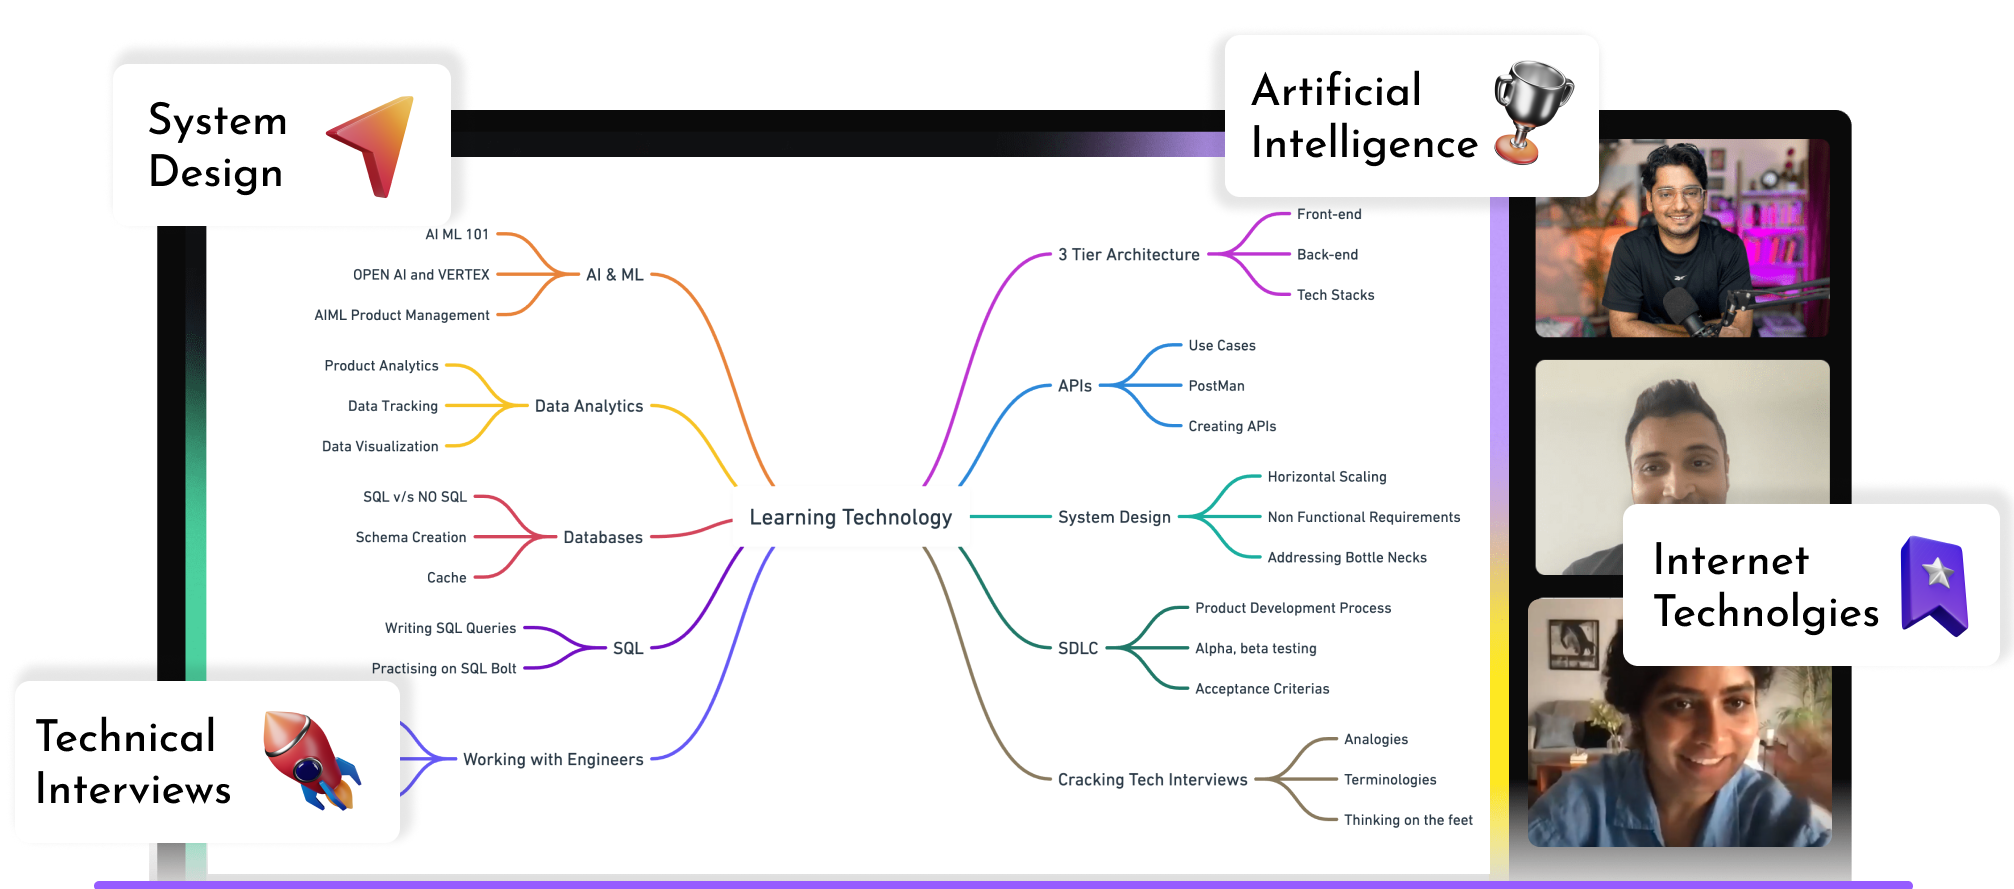 System
Design
Artificial
Intelligence
AI ML 101
OPEN AI and VERTEX
AIML Product Management
AI & ML
Product Analytics
Data Tracking
Data Visualization
Data Analytics
SQL v/s NO SQL
Schema Creation
Cache
Databases
Writing SQL Queries
Practising on SQL Bolt
SQL
Working with Engineers
Learning Technology
3 Tier Architecture
Front-end
Back-end
Tech Stacks
APIs
Use Cases
PostMan
Creating APIs
System Design
Horizontal Scaling
Non Functional Requirements
Addressing Bottle Necks
SDLC
Product Development Process
Alpha, beta testing
Acceptance Criterias
Cracking Tech Interviews
Analogies
Terminologies
Thinking on the feet
Technical
Interviews
Internet
Technolgies